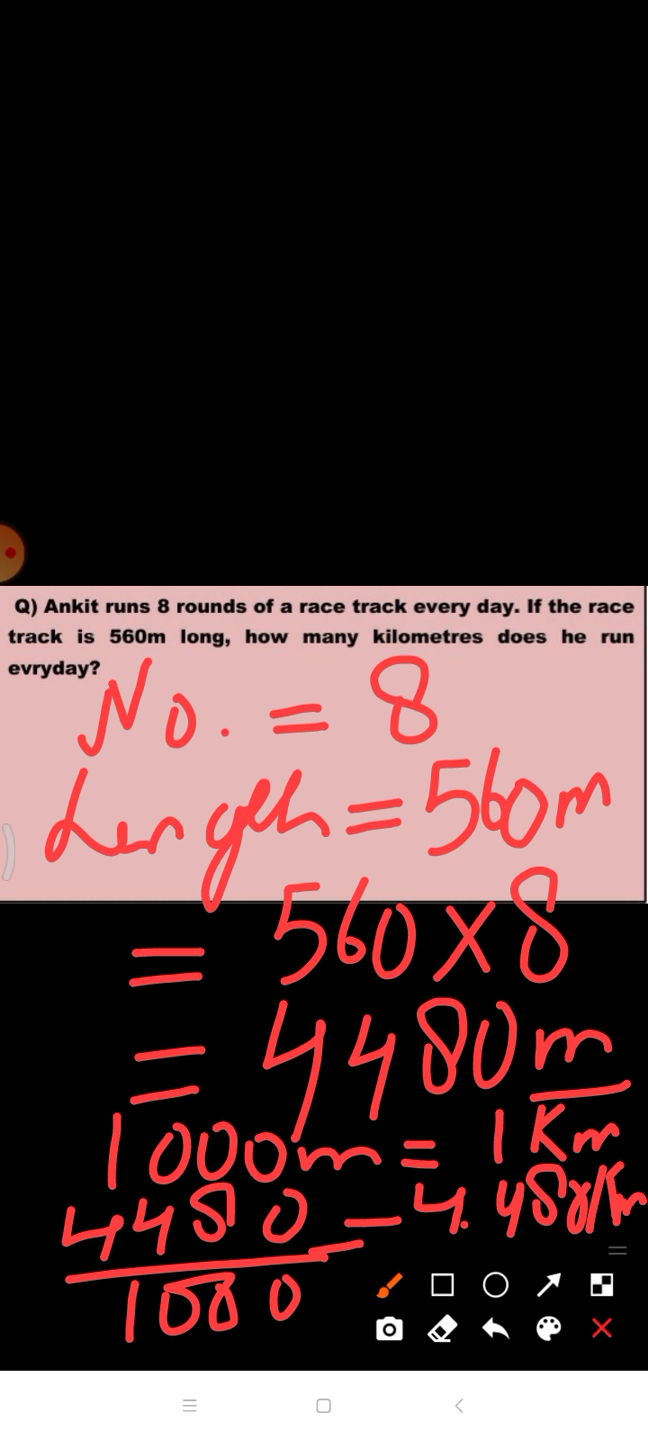 Q) Ankit runs 8 rounds of a race track every day. If the race
track is 560m long, how many kilometres does he run
evryday?
No. = 8
Length = 560m
= 560 × 8
= 4480m
1000m = 1 Km
4480 = 4.48
1000